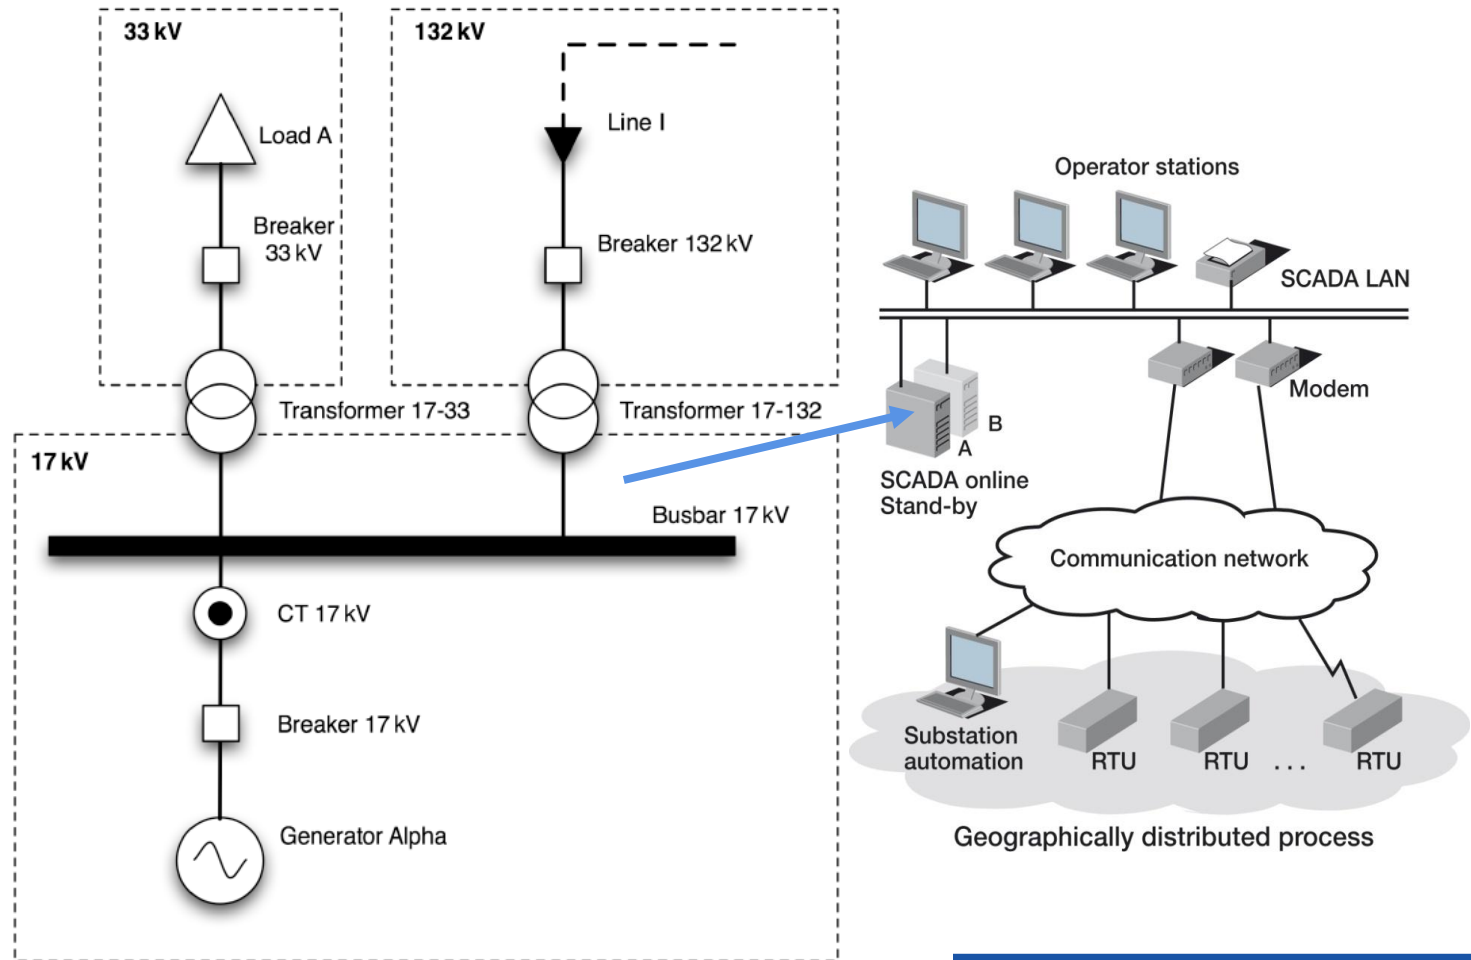 33 kV
Load A
Breaker
33 kV
Transformer 17-33
132 kV
Line I
Breaker 132 kV
Transformer 17-132
17 kV
Busbar 17 kV
CT 17 kV
Breaker 17 kV
Generator Alpha
Operator stations
SCADA LAN
Modem
B
A
SCADA online
Stand-by
Communication network
Substation
automation
RTU
RTU
...
RTU
Geographically distributed process